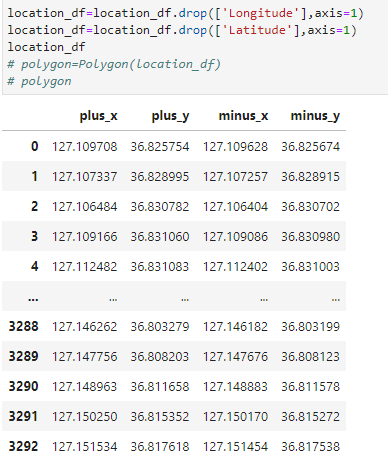 location_df=location_df.drop(['Longitude'],axis=1)
location_df=location_df.drop(['Latitude'],axis=1)
location_df
# polygon=Polygon(location_df)
# polygon
plus_x plus_y minus_x minus_y
0 127.109708 36.825754 127.109628 36.825674
1 127.107337 36.828995 127.107257 36.828915
2 127.106484 36.830782 127.106404 36.830702
3 127.109166 36.831060 127.109086 36.830980
4 127.112482 36.831083 127.112402 36.831003
... ... ... ... ...
3288 127.146262 36.803279 127.146182 36.803199
3289 127.147756 36.808203 127.147676 36.808123
3290 127.148963 36.811658 127.148883 36.811578
3291 127.150250 36.815352 127.150170 36.815272
3292 127.151534 36.817618 127.151454 36.817538